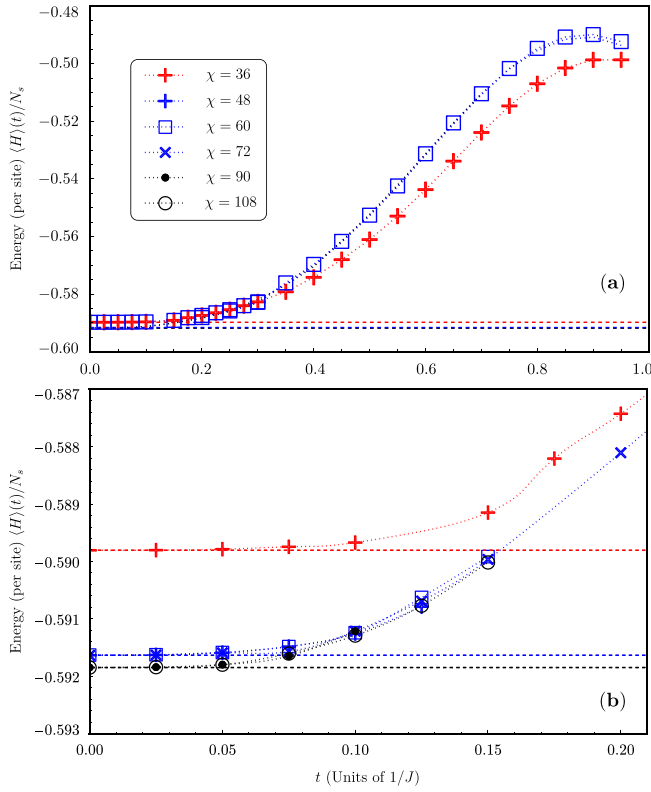 −0.48
−0.50
−0.52
−0.54
−0.56
−0.58
−0.60
Energy (per site) ⟨H⟩(t)/Nₛ
χ = 36
χ = 48
χ = 60
χ = 72
χ = 90
χ = 108
(a)
0.0 0.2 0.4 0.6 0.8 1.0
−0.587
−0.588
−0.589
−0.590
−0.591
−0.592
−0.593
Energy (per site) ⟨H⟩(t)/Nₛ
(b)
0.00 0.05 0.10 0.15 0.20
t (Units of 1/J)